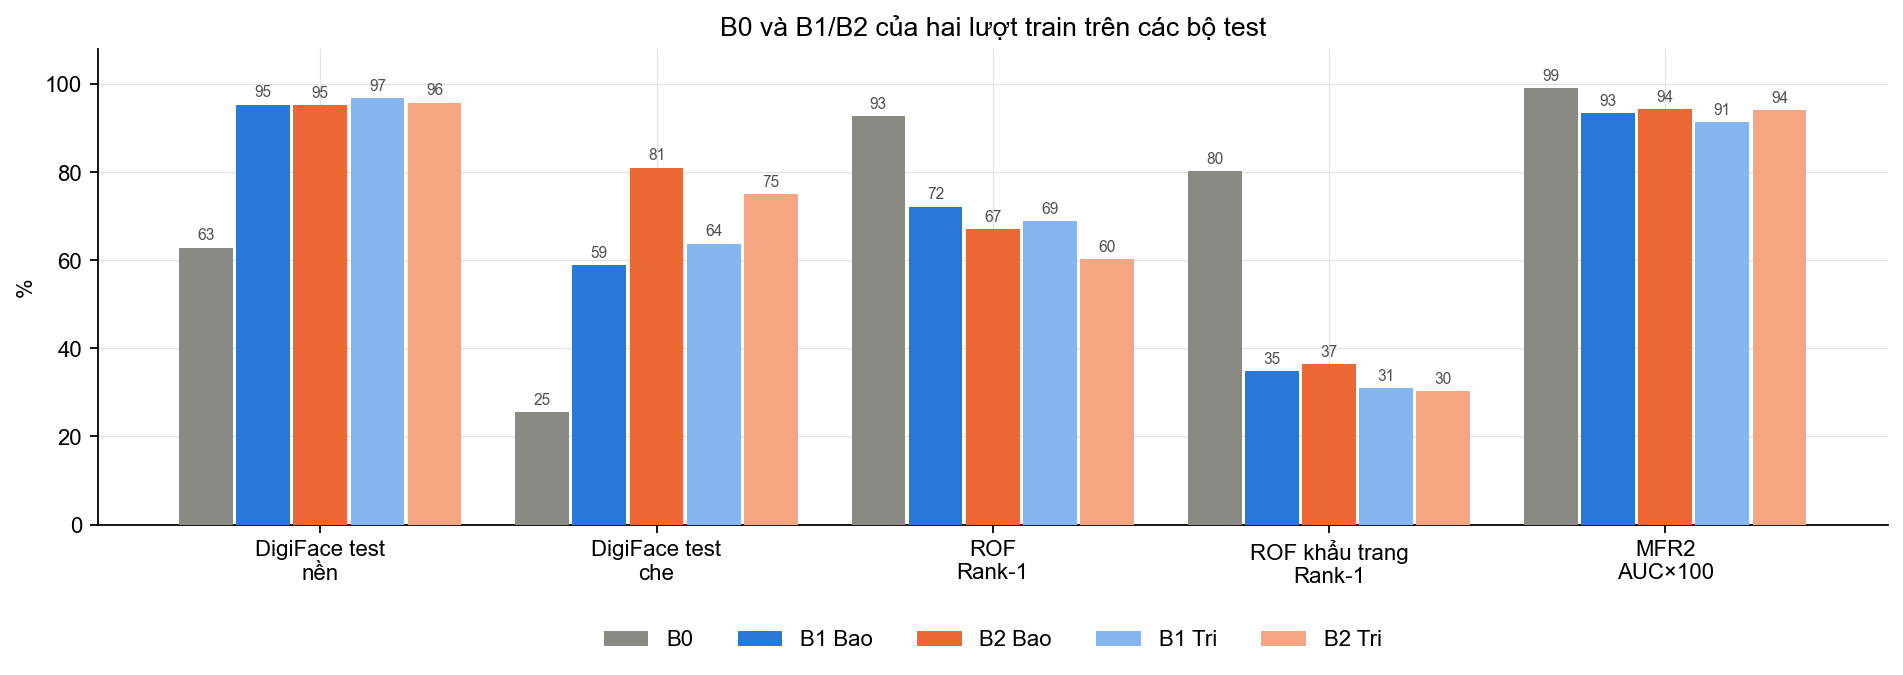 B0 và B1/B2 của hai lượt train trên các bộ test
%
100
80
60
40
20
0
63
95
95
97
96
25
59
81
64
75
93
72
67
69
60
80
35
37
31
30
99
93
94
91
94
DigiFace test
nền
DigiFace test
che
ROF
Rank-1
ROF khẩu trang
Rank-1
MFR2
AUC×100
B0
B1 Bao
B2 Bao
B1 Tri
B2 Tri